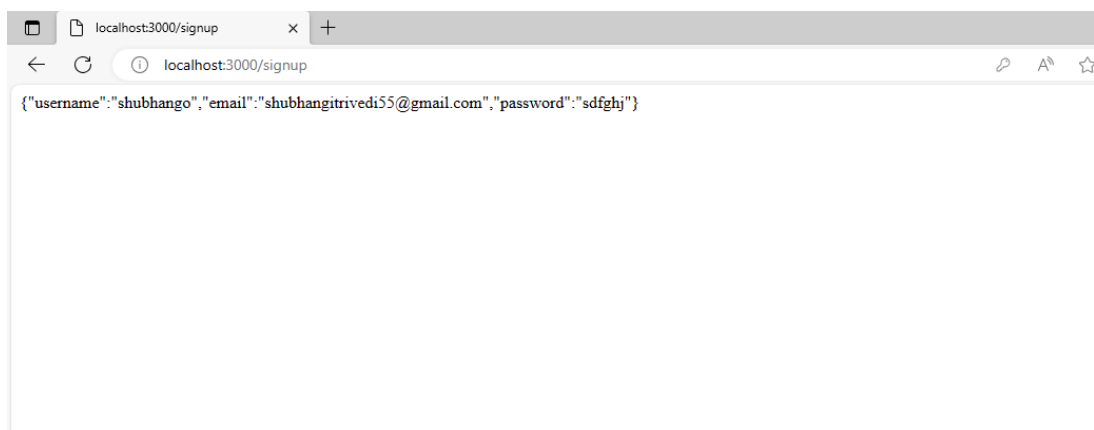 localhost:3000/signup
localhost:3000/signup
{"username":"shubhango","email":"shubhangitrivedi55@gmail.com","password":"sdfghj"}